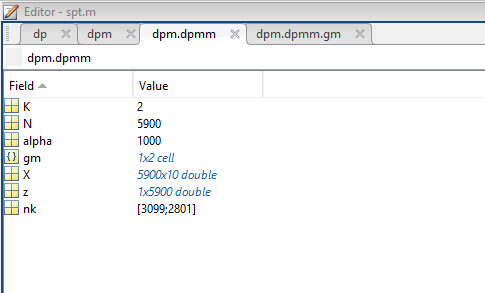 Editor - spt.m
dp dpm dpm.dpmm dpm.dpmm.gm
dpm.dpmm
Field Value
K 2
N 5900
alpha 1000
gm 1x2 cell
X 5900x10 double
z 1x5900 double
nk [3099;2801]